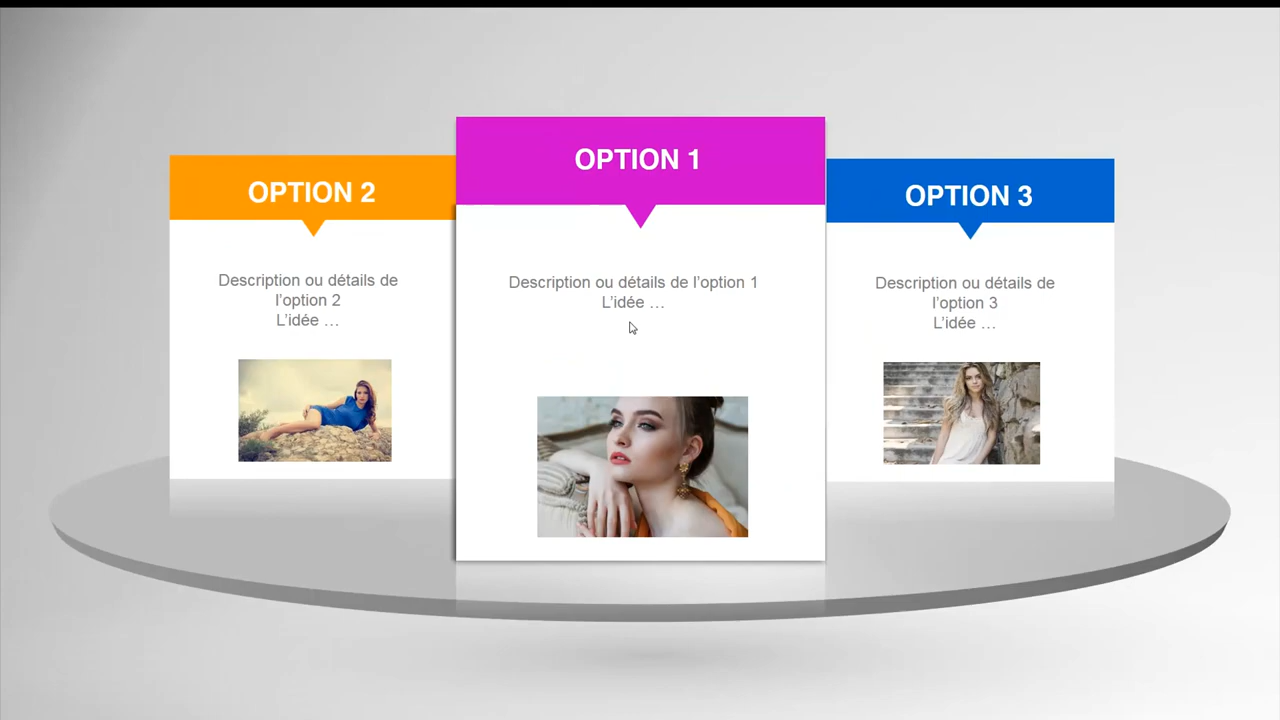 OPTION 2
Description ou détails de
l’option 2
L’idée …
OPTION 1
Description ou détails de l’option 1
L’idée …
OPTION 3
Description ou détails de
l’option 3
L’idée …